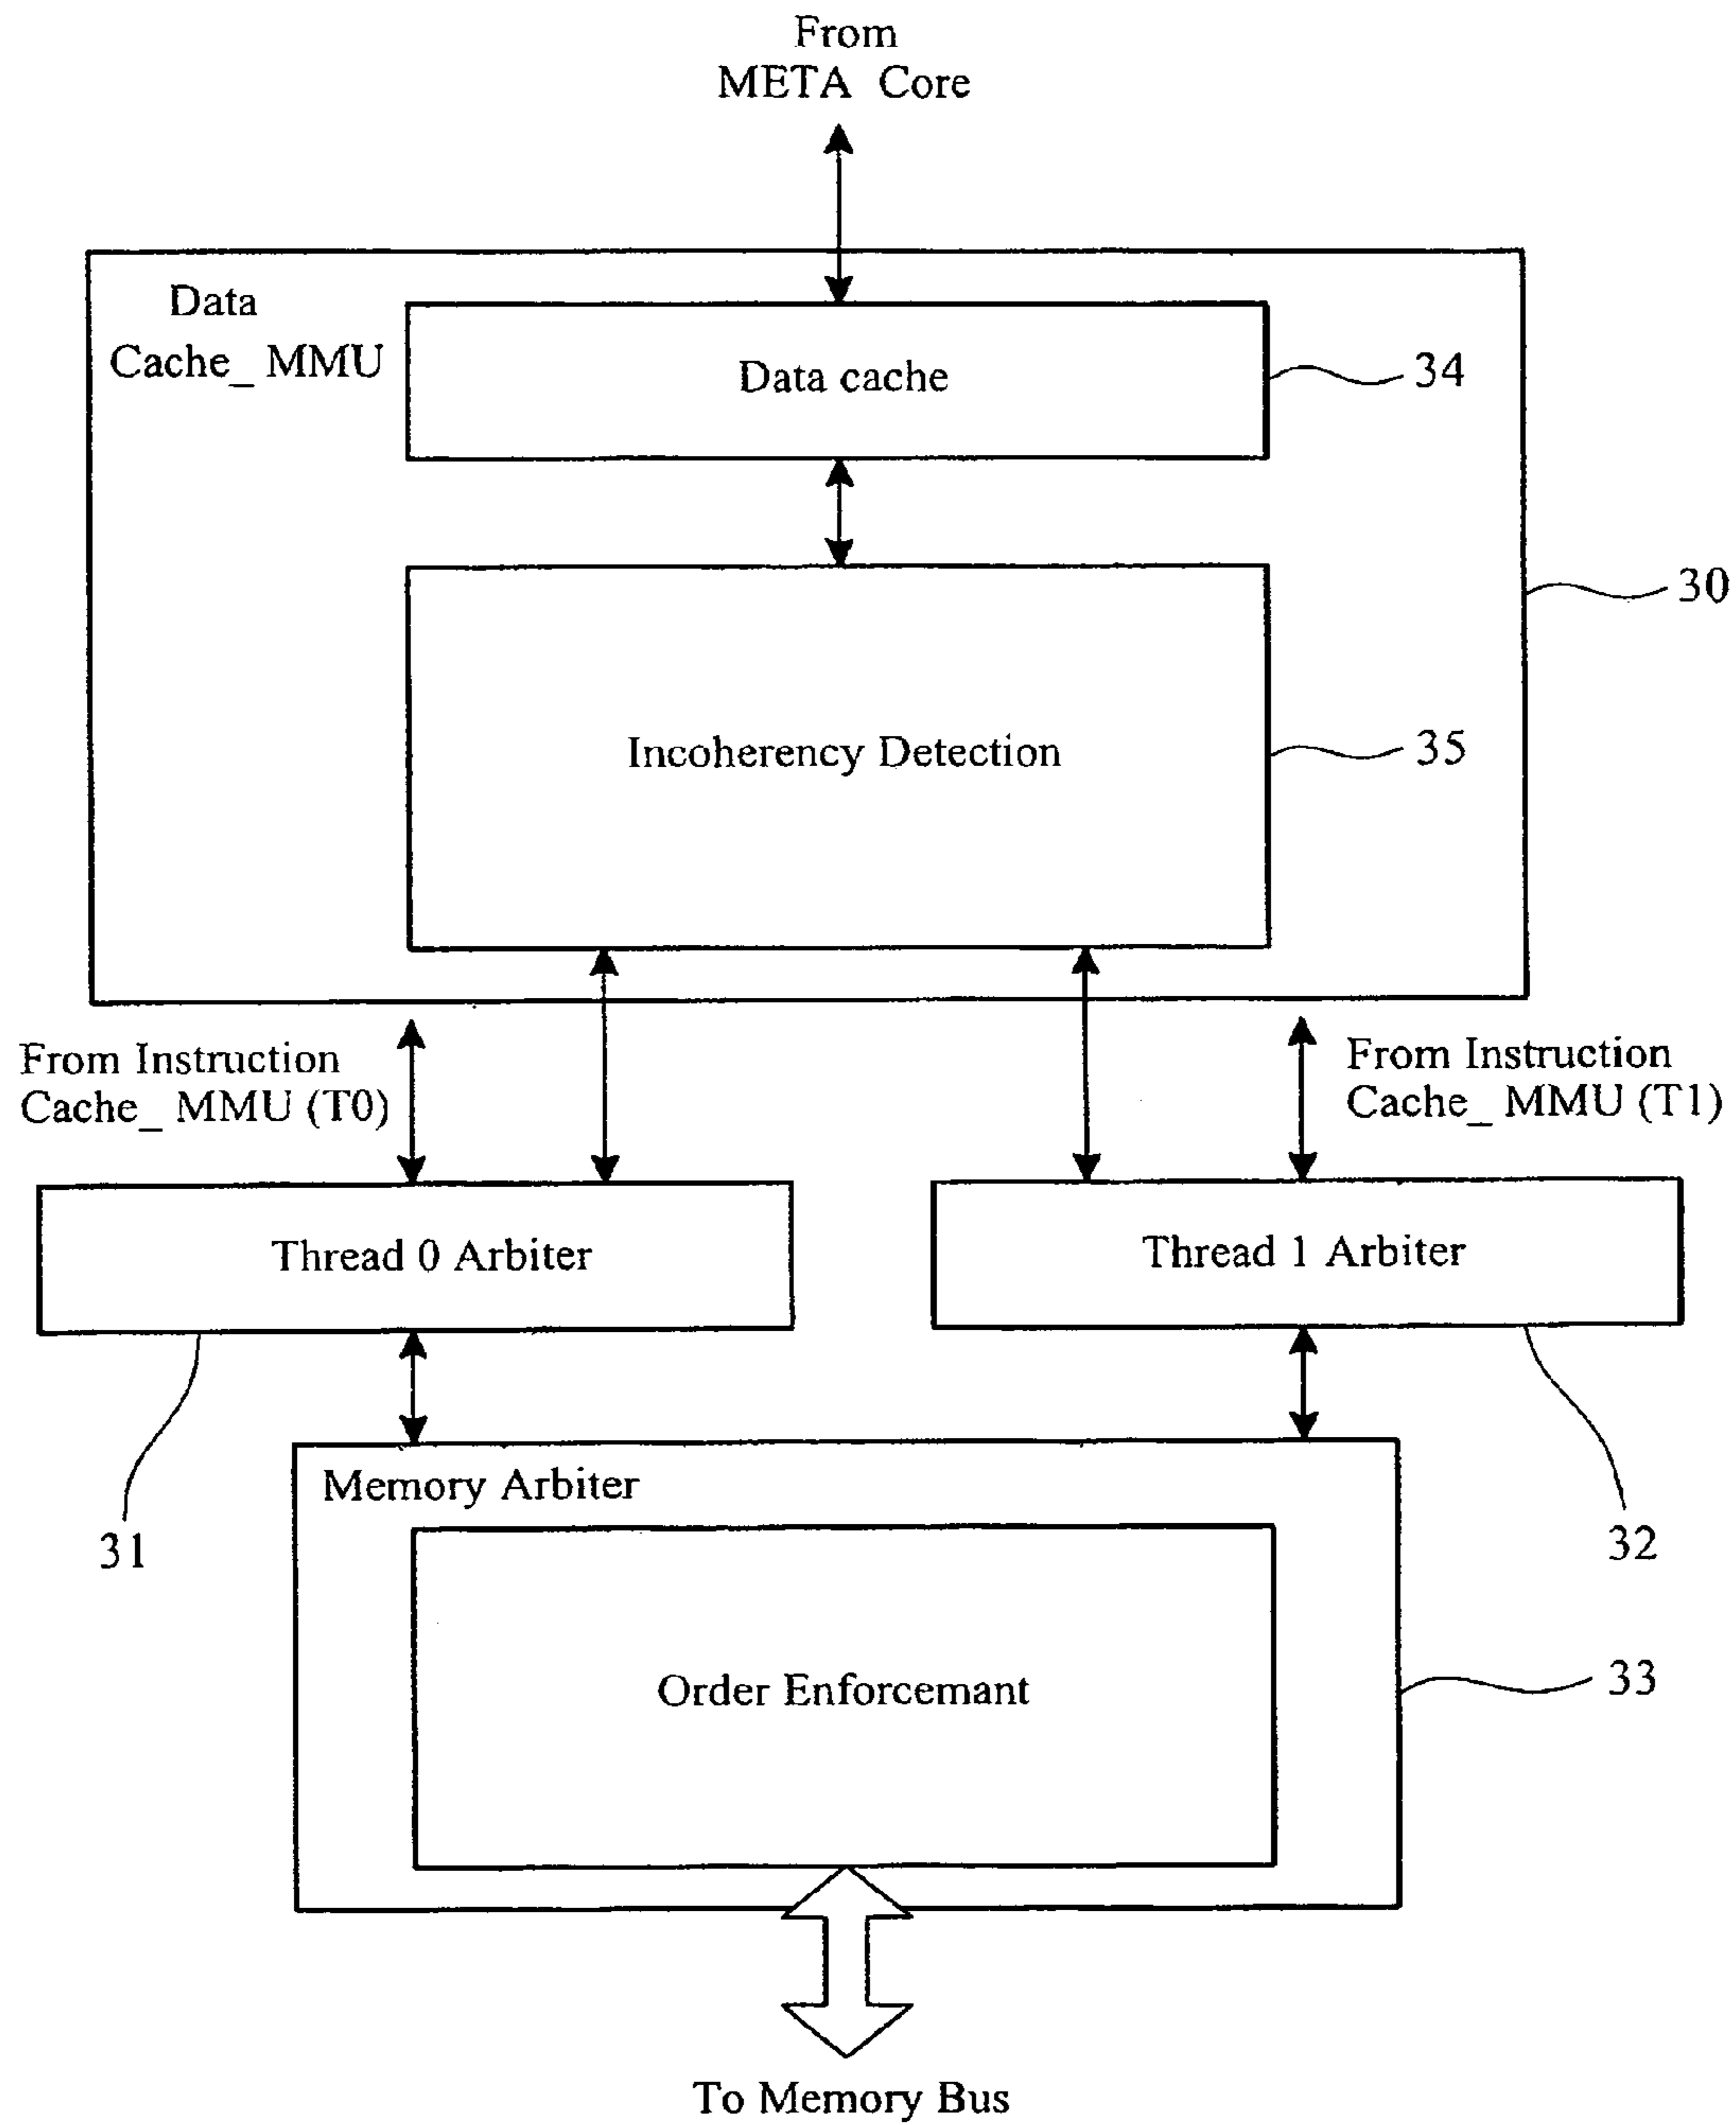 From
META Core
Data
Cache_ MMU
Data cache
34
30
Incoherency Detection
35
From Instruction
Cache_ MMU (T0)
From Instruction
Cache_ MMU (T1)
Thread 0 Arbiter
Thread 1 Arbiter
31
32
Memory Arbiter
Order Enforcemant
33
To Memory Bus